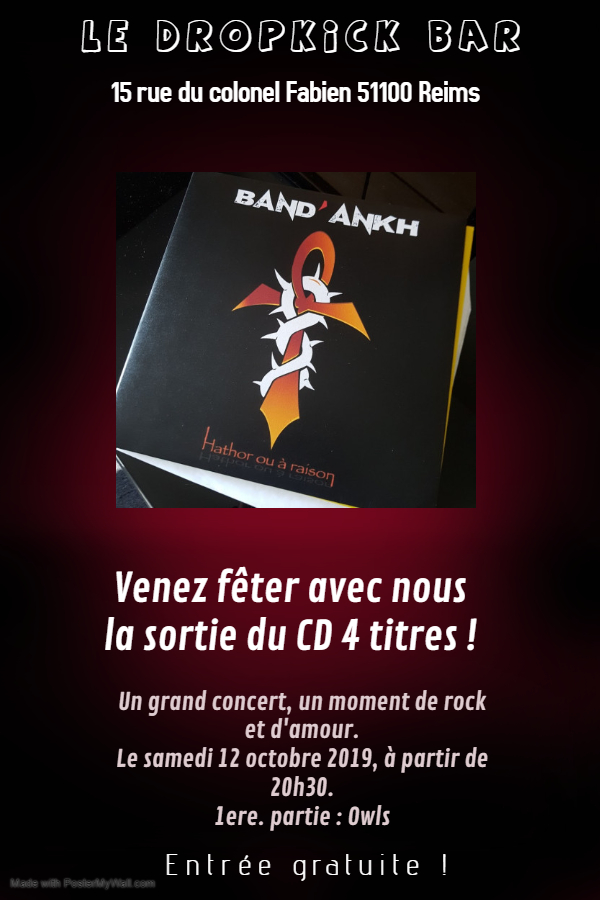 LE DROPKICK BAR
15 rue du colonel Fabien 51100 Reims
BAND'ANKH
Hathor ou à raison
Venez fêter avec nous
la sortie du CD 4 titres !
Un grand concert, un moment de rock
et d'amour.
Le samedi 12 octobre 2019, à partir de
20h30.
1ere. partie : Owls
Entrée gratuite !
Made with PosterMyWall.com